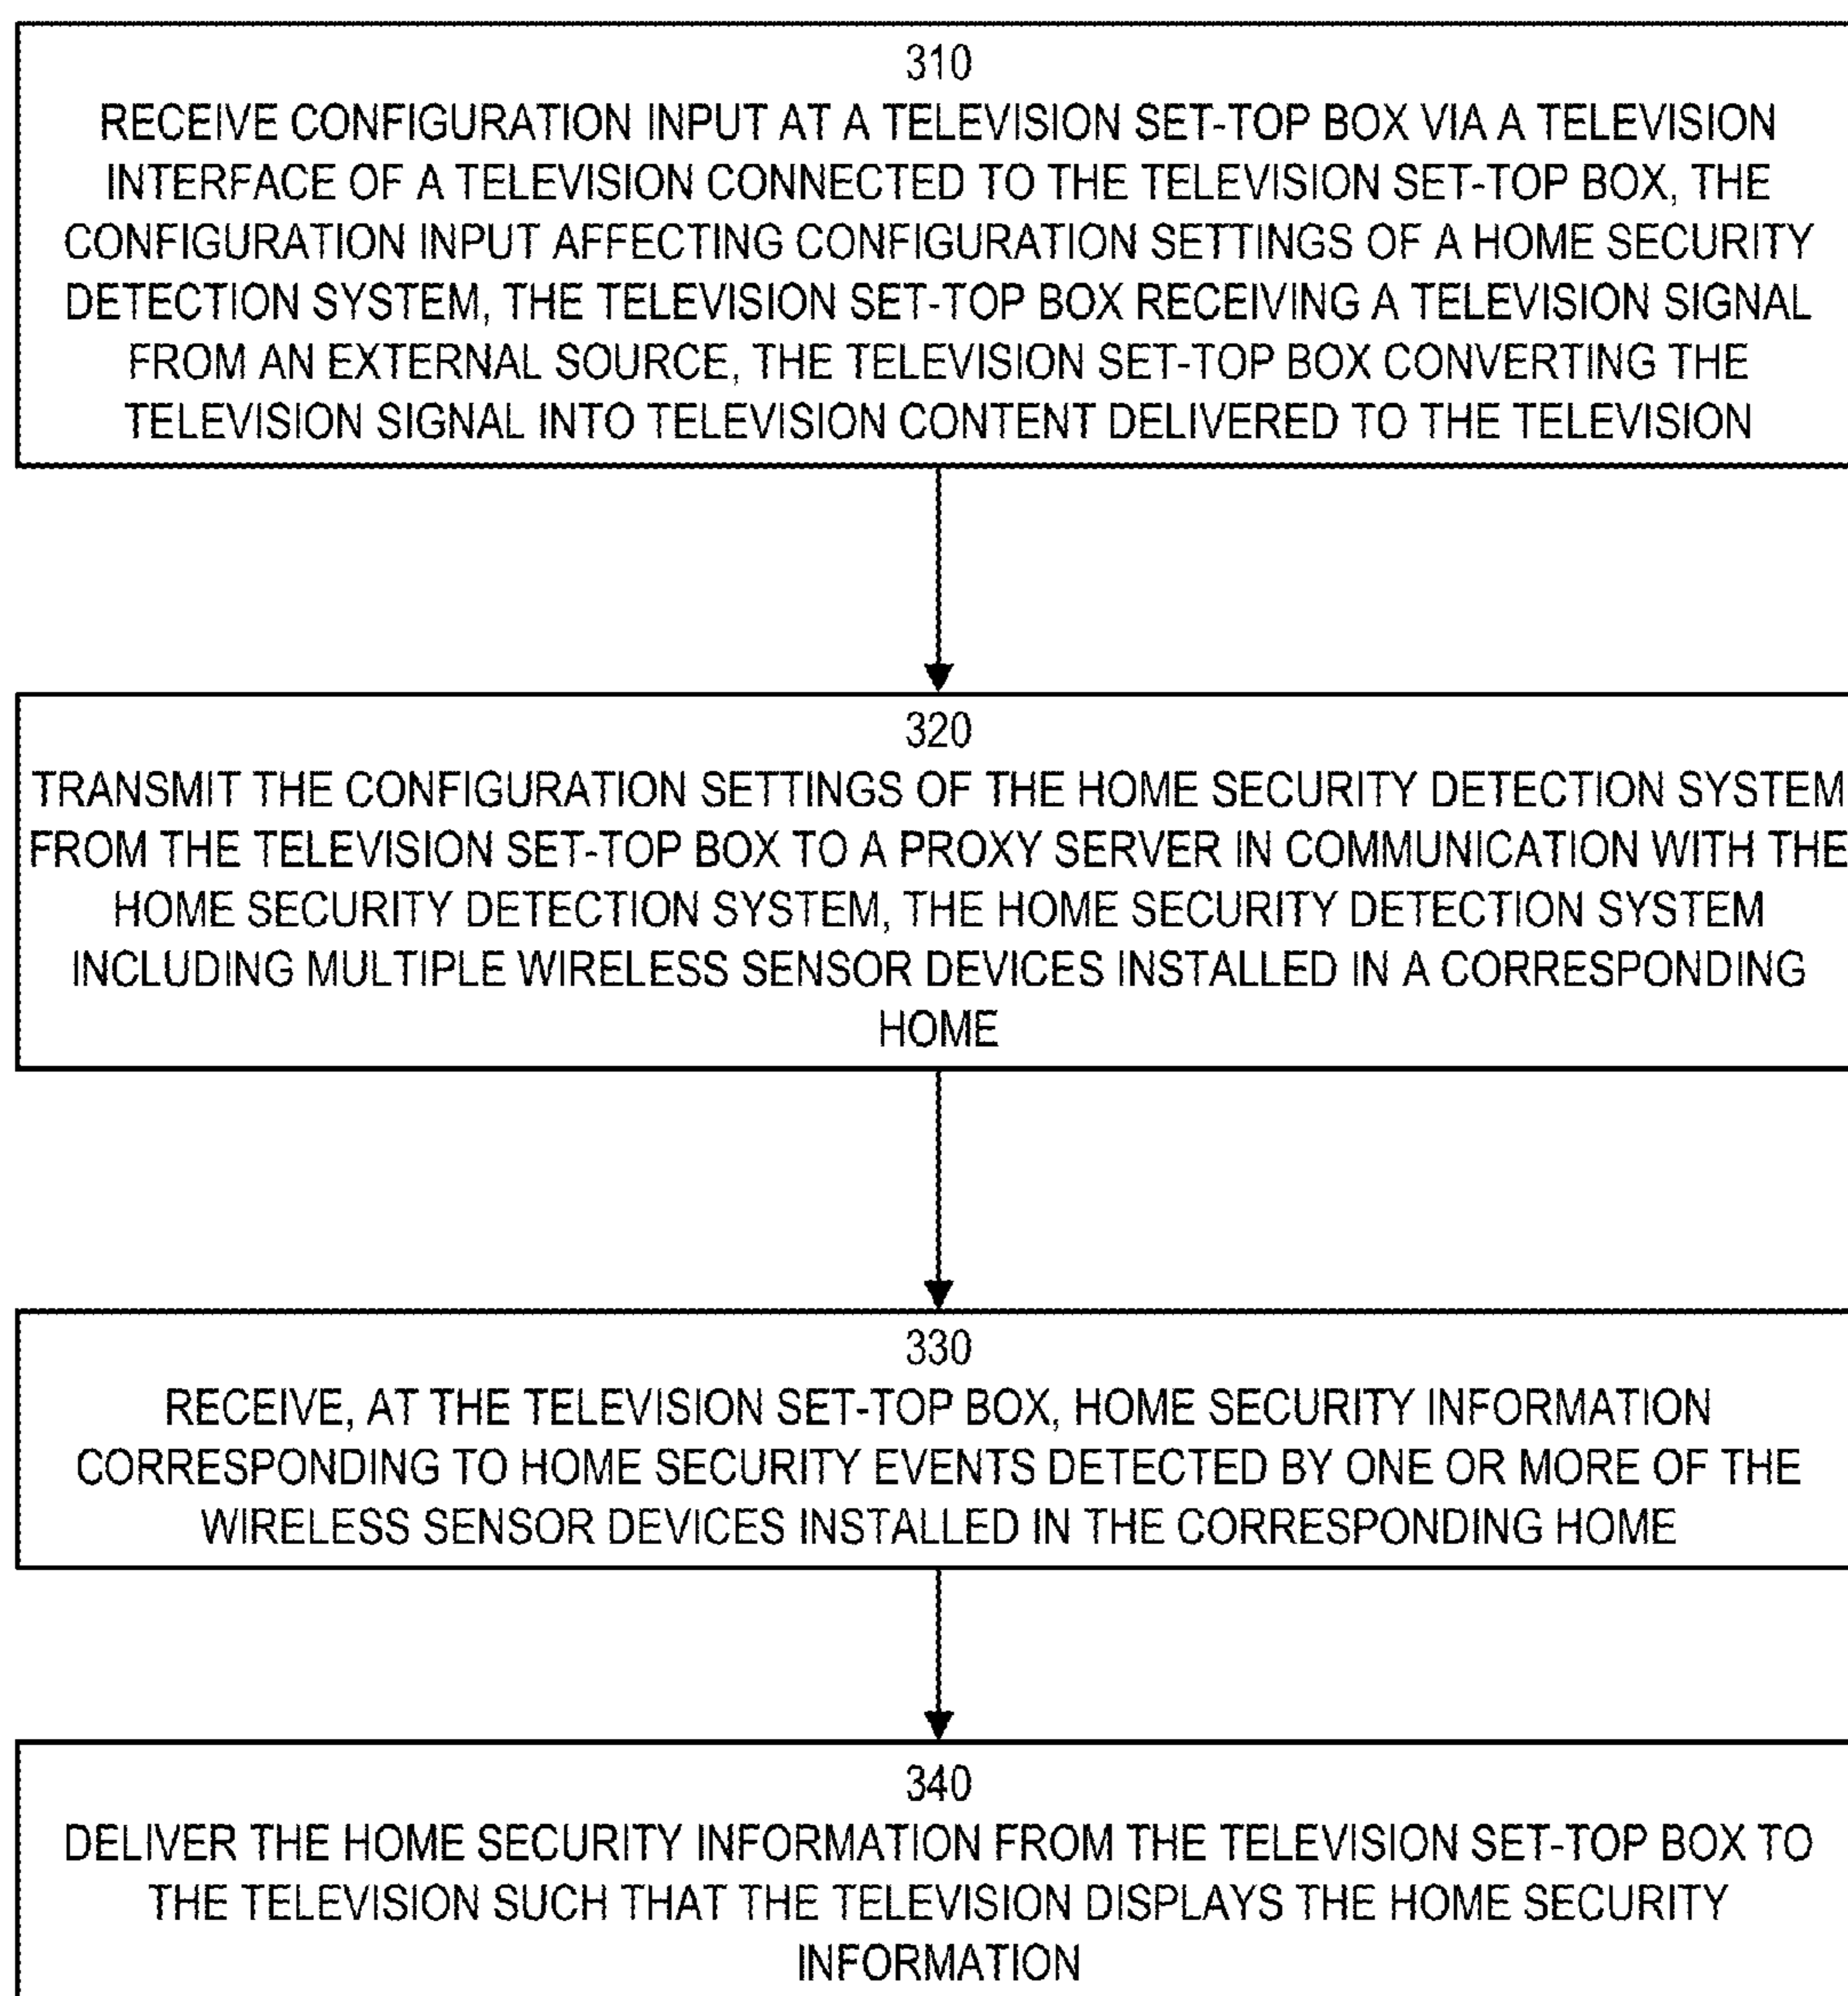 310
RECEIVE CONFIGURATION INPUT AT A TELEVISION SET-TOP BOX VIA A TELEVISION
INTERFACE OF A TELEVISION CONNECTED TO THE TELEVISION SET-TOP BOX, THE
CONFIGURATION INPUT AFFECTING CONFIGURATION SETTINGS OF A HOME SECURITY
DETECTION SYSTEM, THE TELEVISION SET-TOP BOX RECEIVING A TELEVISION SIGNAL
FROM AN EXTERNAL SOURCE, THE TELEVISION SET-TOP BOX CONVERTING THE
TELEVISION SIGNAL INTO TELEVISION CONTENT DELIVERED TO THE TELEVISION
320
TRANSMIT THE CONFIGURATION SETTINGS OF THE HOME SECURITY DETECTION SYSTEM
FROM THE TELEVISION SET-TOP BOX TO A PROXY SERVER IN COMMUNICATION WITH THE
HOME SECURITY DETECTION SYSTEM, THE HOME SECURITY DETECTION SYSTEM
INCLUDING MULTIPLE WIRELESS SENSOR DEVICES INSTALLED IN A CORRESPONDING
HOME
330
RECEIVE, AT THE TELEVISION SET-TOP BOX, HOME SECURITY INFORMATION
CORRESPONDING TO HOME SECURITY EVENTS DETECTED BY ONE OR MORE OF THE
WIRELESS SENSOR DEVICES INSTALLED IN THE CORRESPONDING HOME
340
DELIVER THE HOME SECURITY INFORMATION FROM THE TELEVISION SET-TOP BOX TO
THE TELEVISION SUCH THAT THE TELEVISION DISPLAYS THE HOME SECURITY
INFORMATION